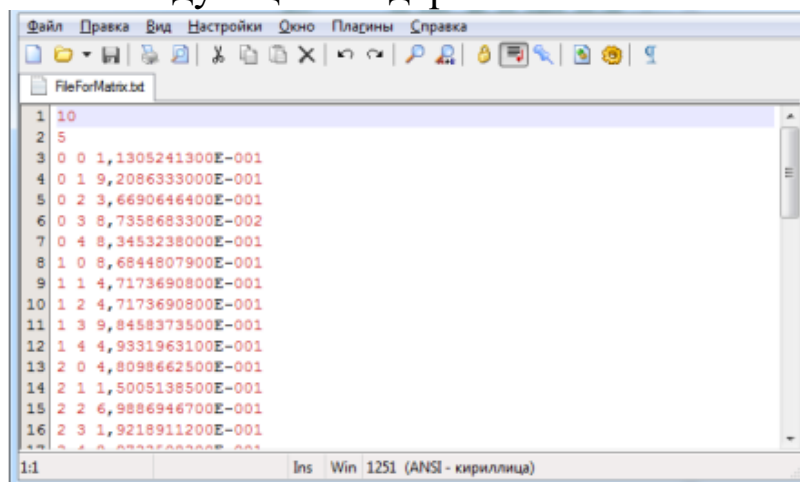 Файл Правка Вид Настройки Окно Плагины Справка
FileForMatrix.txt
1 10
2 5
3 0 0 1,1305241300E-001
4 0 1 9,2086333000E-001
5 0 2 3,6690646400E-001
6 0 3 8,7358683300E-002
7 0 4 8,3453238000E-001
8 1 0 8,6844807900E-001
9 1 1 4,7173690800E-001
10 1 2 4,7173690800E-001
11 1 3 9,8458373500E-001
12 1 4 4,9331963100E-001
13 2 0 4,8098662500E-001
14 2 1 1,5005138500E-001
15 2 2 6,9886946700E-001
16 2 3 1,9218911200E-001
1:1 Ins Win 1251 (ANSI - кириллица)